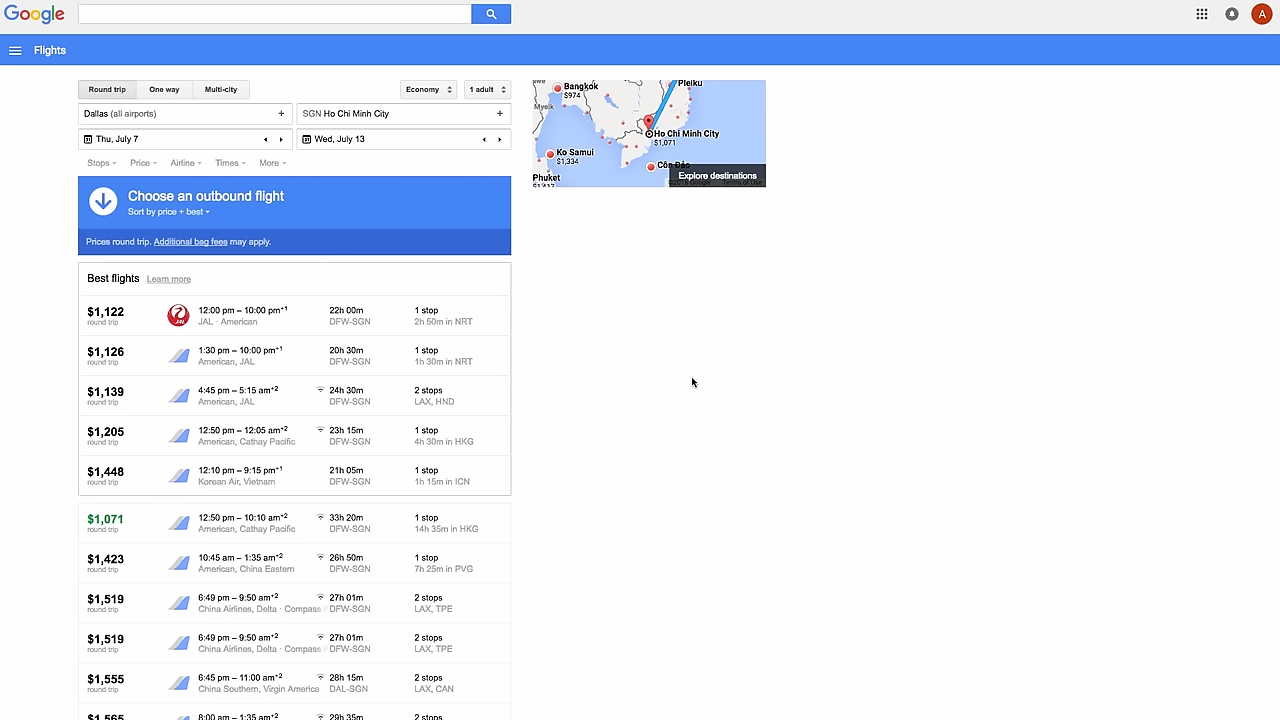 Google
A
Flights
Round trip One way Multi-city Economy 1 adult
Dallas (all airports) + SGN Ho Chi Minh City +
Thu, July 7 Wed, July 13
Stops Price Airline Times More
Choose an outbound flight
Sort by price + best
Prices round trip. Additional bag fees may apply.
Best flights Learn more
$1,122 12:00 pm – 10:00 pm+1 22h 00m 1 stop
round trip JAL · American DFW-SGN 2h 50m in NRT
$1,126 1:30 pm – 10:00 pm+1 20h 30m 1 stop
round trip American, JAL DFW-SGN 1h 30m in NRT
$1,139 4:45 pm – 5:15 am+2 24h 30m 2 stops
round trip American, JAL DFW-SGN LAX, HND
$1,205 12:50 pm – 12:05 am+2 23h 15m 1 stop
round trip American, Cathay Pacific DFW-SGN 4h 30m in HKG
$1,448 12:10 pm – 9:15 pm+1 21h 05m 1 stop
round trip Korean Air, Vietnam DFW-SGN 1h 15m in ICN
$1,071 12:50 pm – 10:10 am+2 33h 20m 1 stop
round trip American, Cathay Pacific DFW-SGN 14h 35m in HKG
$1,423 10:45 am – 1:35 am+2 26h 50m 1 stop
round trip American, China Eastern DFW-SGN 7h 25m in PVG
$1,519 6:49 pm – 9:50 am+2 27h 01m 2 stops
round trip China Airlines, Delta · Compass DFW-SGN LAX, TPE
$1,519 6:49 pm – 9:50 am+2 27h 01m 2 stops
round trip China Airlines, Delta · Compass DFW-SGN LAX, TPE
$1,555 6:45 pm – 11:00 am+2 28h 15m 2 stops
round trip China Southern, Virgin America DAL-SGN LAX, CAN
$1,565 8:00 am – 1:35 am+2 29h 35m 2 stops
Pleiku
Bangkok
$974
Myeik
Ho Chi Minh City
$1,071
Ko Samui
$1,334
Côn Đảo
Phuket
Explore destinations